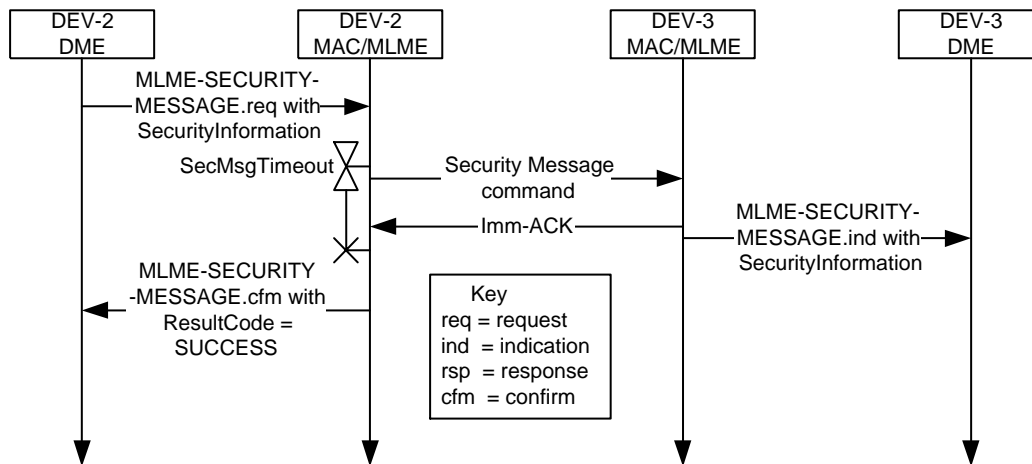 DEV-2
DME
DEV-2
MAC/MLME
DEV-3
MAC/MLME
DEV-3
DME
MLME-SECURITY-
MESSAGE.req with
SecurityInformation
SecMsgTimeout
Security Message
command
Imm-ACK
MLME-SECURITY-
MESSAGE.ind with
SecurityInformation
MLME-SECURITY
-MESSAGE.cfm with
ResultCode =
SUCCESS
Key
req = request
ind = indication
rsp = response
cfm = confirm